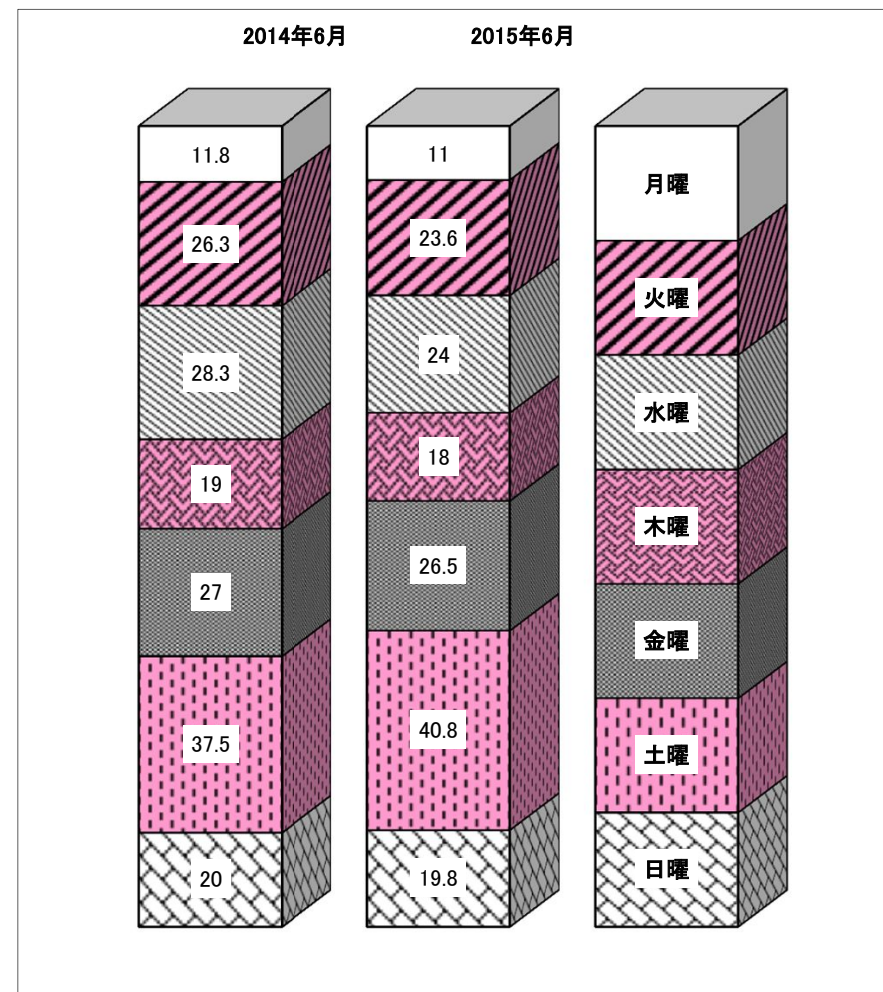 2014年6月 2015年6月
11.8 11 月曜
26.3 23.6 火曜
28.3 24 水曜
19 18 木曜
27 26.5 金曜
37.5 40.8 土曜
20 19.8 日曜